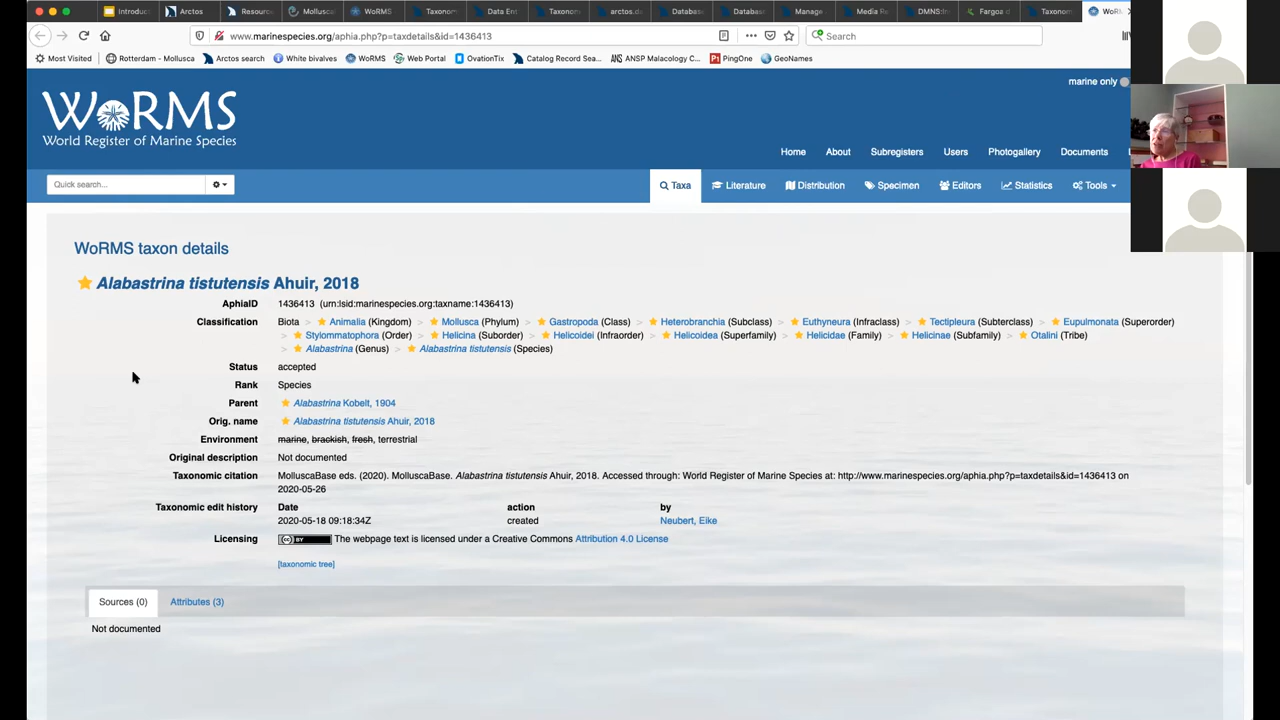 Introduc
Arctos
Resource
Mollusca
WoRMS
Taxonom
Data Ent
Taxonom
arctos.da
Databas
Databas
Manage
Media Re
DMNS:In
Fargoa d
Taxonom
WoR
www.marinespecies.org/aphia.php?p=taxdetails&id=1436413
Search
Most Visited
Rotterdam - Mollusca
Arctos search
White bivalves
WoRMS
Web Portal
OvationTix
Catalog Record Sea...
ANSP Malacology C...
PingOne
GeoNames
marine only
WoRMS
World Register of Marine Species
Home About Subregisters Users Photogallery Documents
Quick search...
Taxa Literature Distribution Specimen Editors Statistics Tools
WoRMS taxon details
Alabastrina tistutensis Ahuir, 2018
AphiaID 1436413 (urn:lsid:marinespecies.org:taxname:1436413)
Classification Biota > Animalia (Kingdom) > Mollusca (Phylum) > Gastropoda (Class) > Heterobranchia (Subclass) > Euthyneura (Infraclass) > Tectipleura (Subterclass) > Eupulmonata (Superorder)
> Stylommatophora (Order) > Helicina (Suborder) > Helicoidei (Infraorder) > Helicoidea (Superfamily) > Helicidae (Family) > Helicinae (Subfamily) > Otalini (Tribe)
> Alabastrina (Genus) > Alabastrina tistutensis (Species)
Status accepted
Rank Species
Parent Alabastrina Kobelt, 1904
Orig. name Alabastrina tistutensis Ahuir, 2018
Environment marine, brackish, fresh, terrestrial
Original description Not documented
Taxonomic citation MolluscaBase eds. (2020). MolluscaBase. Alabastrina tistutensis Ahuir, 2018. Accessed through: World Register of Marine Species at: http://www.marinespecies.org/aphia.php?p=taxdetails&id=1436413 on
2020-05-26
Taxonomic edit history Date action by
2020-05-18 09:18:34Z created Neubert, Eike
Licensing (cc) BY The webpage text is licensed under a Creative Commons Attribution 4.0 License
[taxonomic tree]
Sources (0) Attributes (3)
Not documented